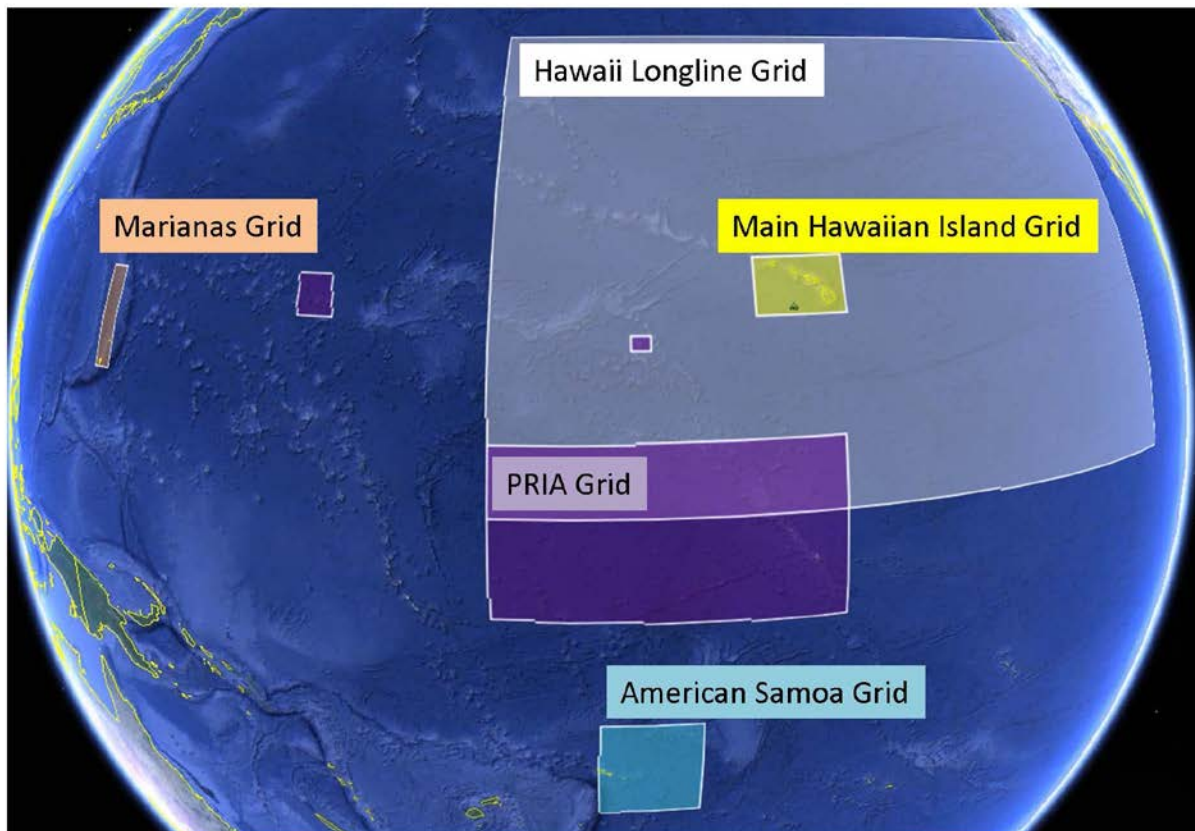 Hawaii Longline Grid
Marianas Grid
Main Hawaiian Island Grid
PRIA Grid
American Samoa Grid